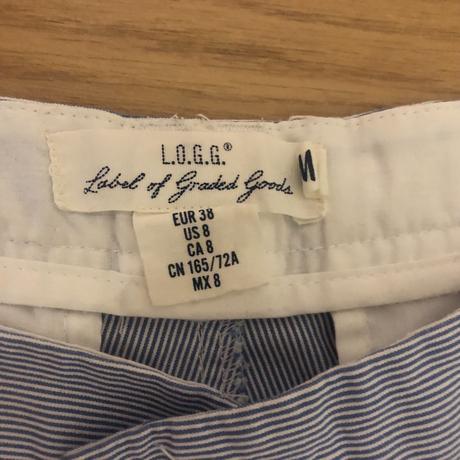 L.O.G.G.®
Label of Graded Goods
EUR 38
US 8
CA 8
CN 165/72A
MX 8